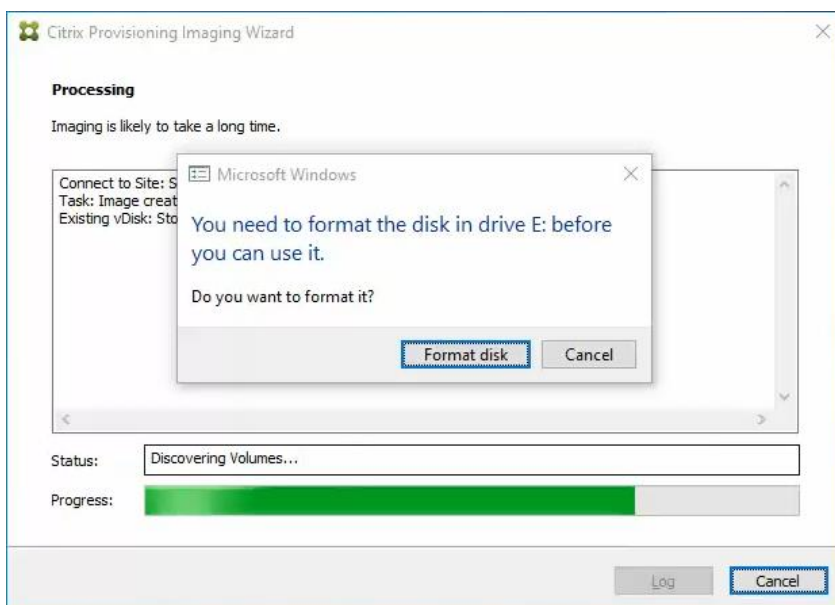 Citrix Provisioning Imaging Wizard
Processing
Imaging is likely to take a long time.
Connect to Site: S
Task: Image creat
Existing vDisk: Sto
Microsoft Windows
You need to format the disk in drive E: before
you can use it.
Do you want to format it?
Format disk
Cancel
Status:
Discovering Volumes...
Progress:
Log
Cancel